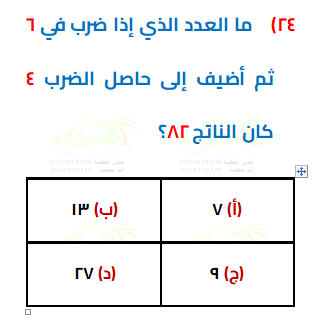 ٢٤) ما العدد الذي إذا ضرب في ٦
ثم أضيف إلى حاصل الضرب ٤
كان الناتج ٨٢؟
(أ) ٧ (ب) ١٣
(ج) ٩ (د) ٢٧